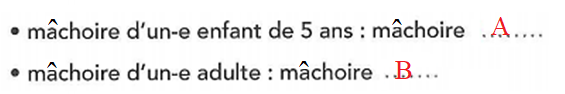 • mâchoire d'un-e enfant de 5 ans : mâchoire ..A.....
• mâchoire d'un-e adulte : mâchoire ..B....